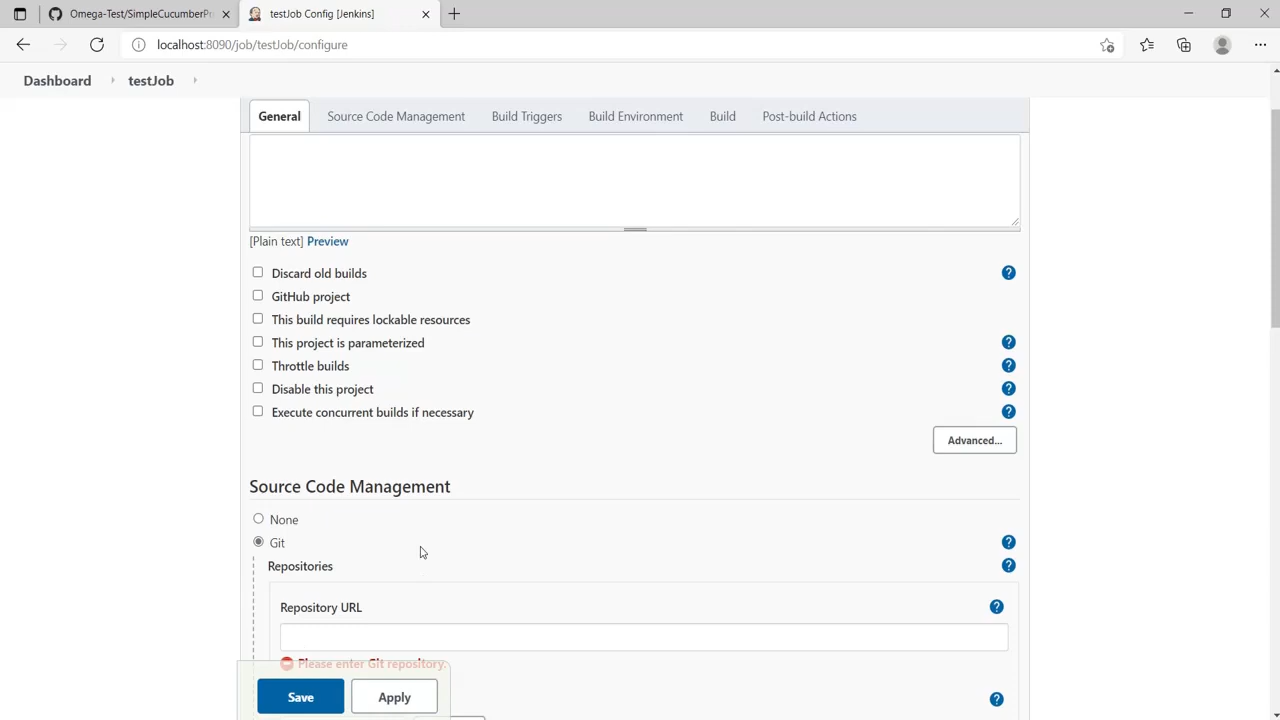 Omega-Test/SimpleCucumberPr
testJob Config [Jenkins]
localhost:8090/job/testJob/configure
Dashboard
testJob
General
Source Code Management
Build Triggers
Build Environment
Build
Post-build Actions
[Plain text] Preview
Discard old builds
GitHub project
This build requires lockable resources
This project is parameterized
Throttle builds
Disable this project
Execute concurrent builds if necessary
Advanced...
Source Code Management
None
Git
Repositories
Repository URL
Please enter Git repository.
Save
Apply